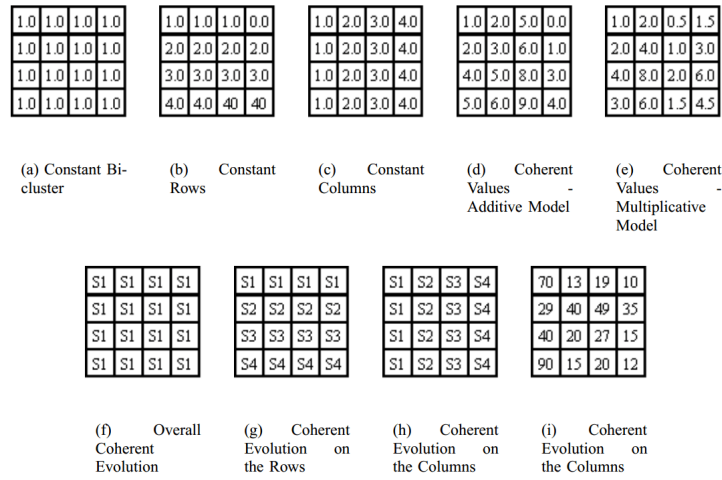 1.0 1.0 1.0 1.0
1.0 1.0 1.0 1.0
1.0 1.0 1.0 1.0
1.0 1.0 1.0 1.0
(a) Constant Bi-
cluster
1.0 1.0 1.0 0.0
2.0 2.0 2.0 2.0
3.0 3.0 3.0 3.0
4.0 4.0 40 40
(b) Constant
Rows
1.0 2.0 3.0 4.0
1.0 2.0 3.0 4.0
1.0 2.0 3.0 4.0
1.0 2.0 3.0 4.0
(c) Constant
Columns
1.0 2.0 5.0 0.0
2.0 3.0 6.0 1.0
4.0 5.0 8.0 3.0
5.0 6.0 9.0 4.0
(d) Coherent
Values -
Additive Model
1.0 2.0 0.5 1.5
2.0 4.0 1.0 3.0
4.0 8.0 2.0 6.0
3.0 6.0 1.5 4.5
(e) Coherent
Values -
Multiplicative
Model
S1 S1 S1 S1
S1 S1 S1 S1
S1 S1 S1 S1
S1 S1 S1 S1
(f) Overall
Coherent
Evolution
S1 S1 S1 S1
S2 S2 S2 S2
S3 S3 S3 S3
S4 S4 S4 S4
(g) Coherent
Evolution on
the Rows
S1 S2 S3 S4
S1 S2 S3 S4
S1 S2 S3 S4
S1 S2 S3 S4
(h) Coherent
Evolution on
the Columns
70 13 19 10
29 40 49 35
40 20 27 15
90 15 20 12
(i) Coherent
Evolution on
the Columns